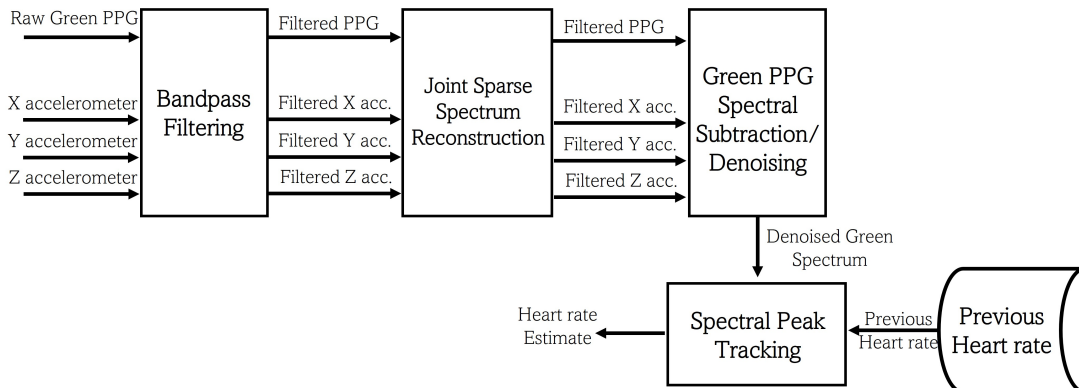 Raw Green PPG
X accelerometer
Y accelerometer
Z accelerometer
Bandpass
Filtering
Filtered PPG
Filtered X acc.
Filtered Y acc.
Filtered Z acc.
Joint Sparse
Spectrum
Reconstruction
Filtered PPG
Filtered X acc.
Filtered Y acc.
Filtered Z acc.
Green PPG
Spectral
Subtraction/
Denoising
Denoised Green
Spectrum
Heart rate
Estimate
Spectral Peak
Tracking
Previous
Heart rate
Previous
Heart rate